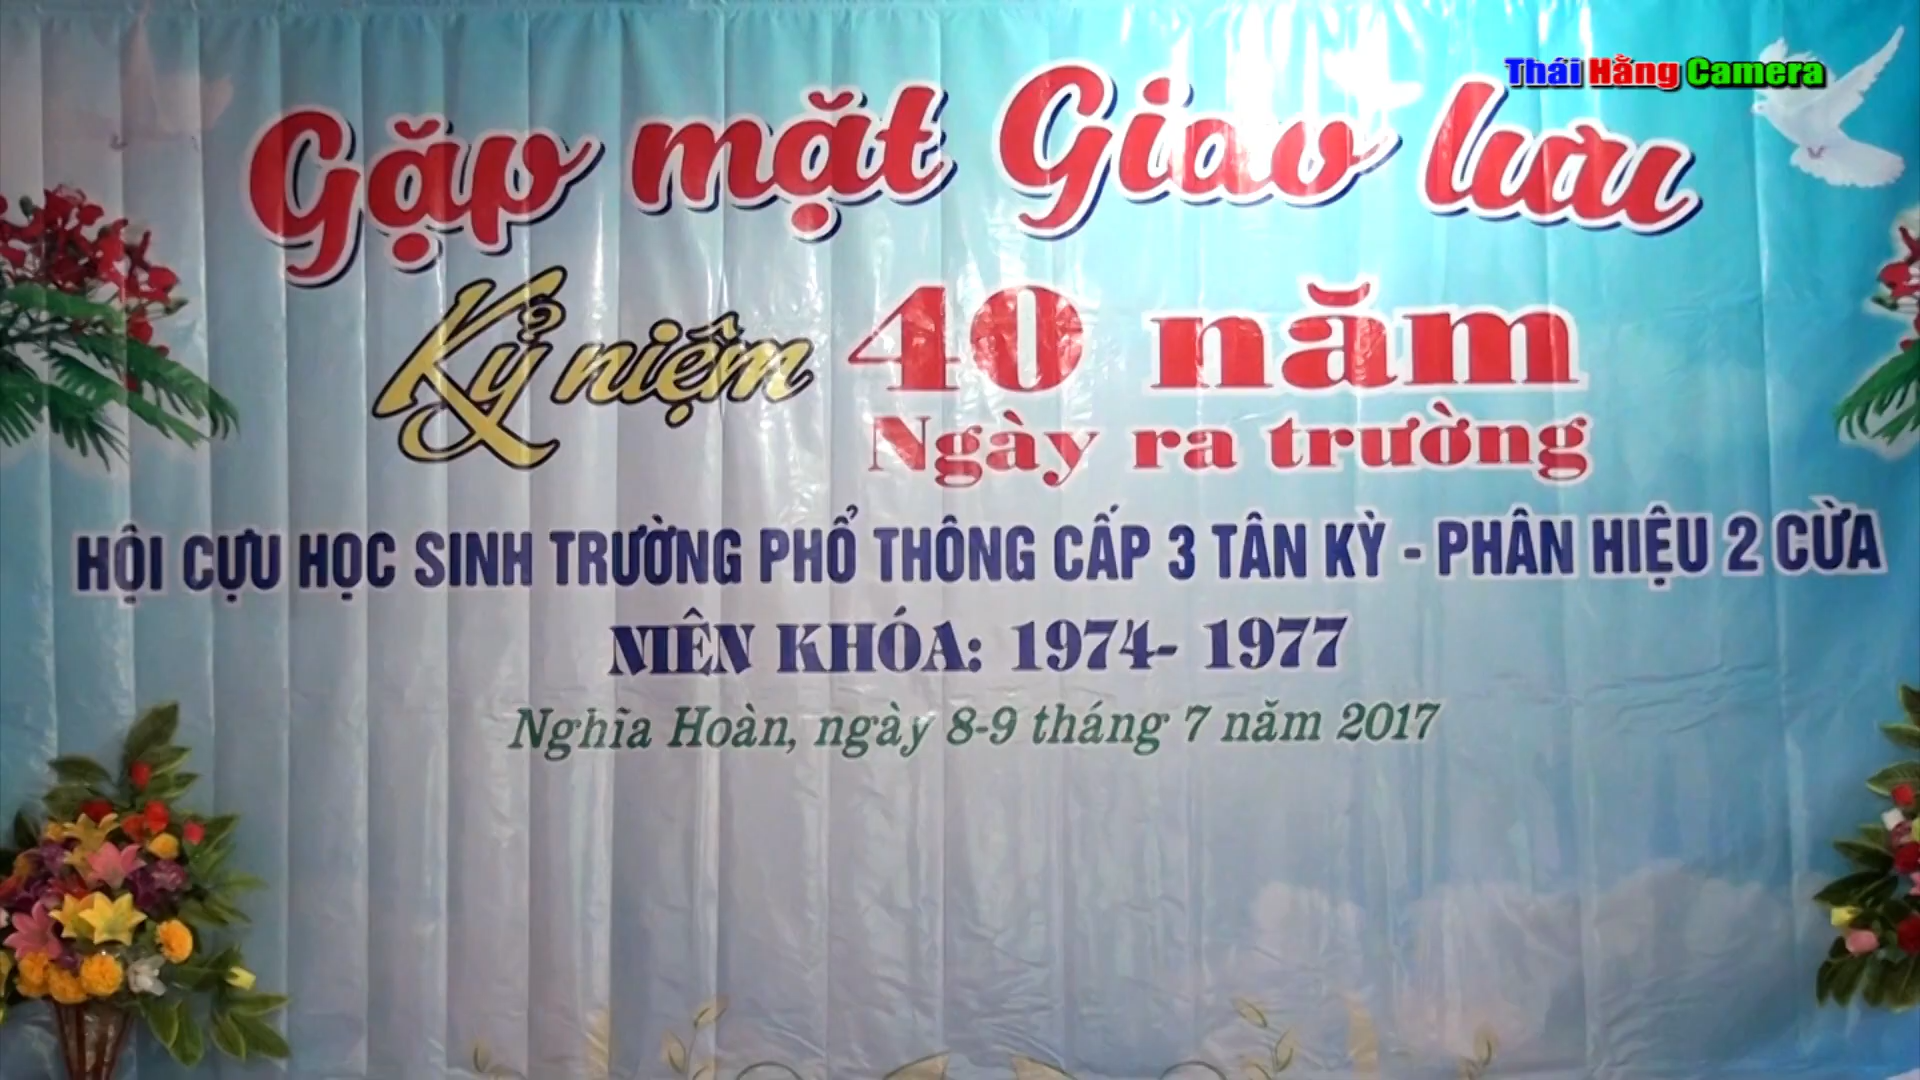 Thái Hằng Camera
Gặp mặt Giao lưu
Kỷ niệm 40 năm
Ngày ra trường
HỘI CỰU HỌC SINH TRƯỜNG PHỔ THÔNG CẤP 3 TÂN KỲ - PHÂN HIỆU 2 CỪA
NIÊN KHÓA: 1974- 1977
Nghĩa Hoàn, ngày 8-9 tháng 7 năm 2017